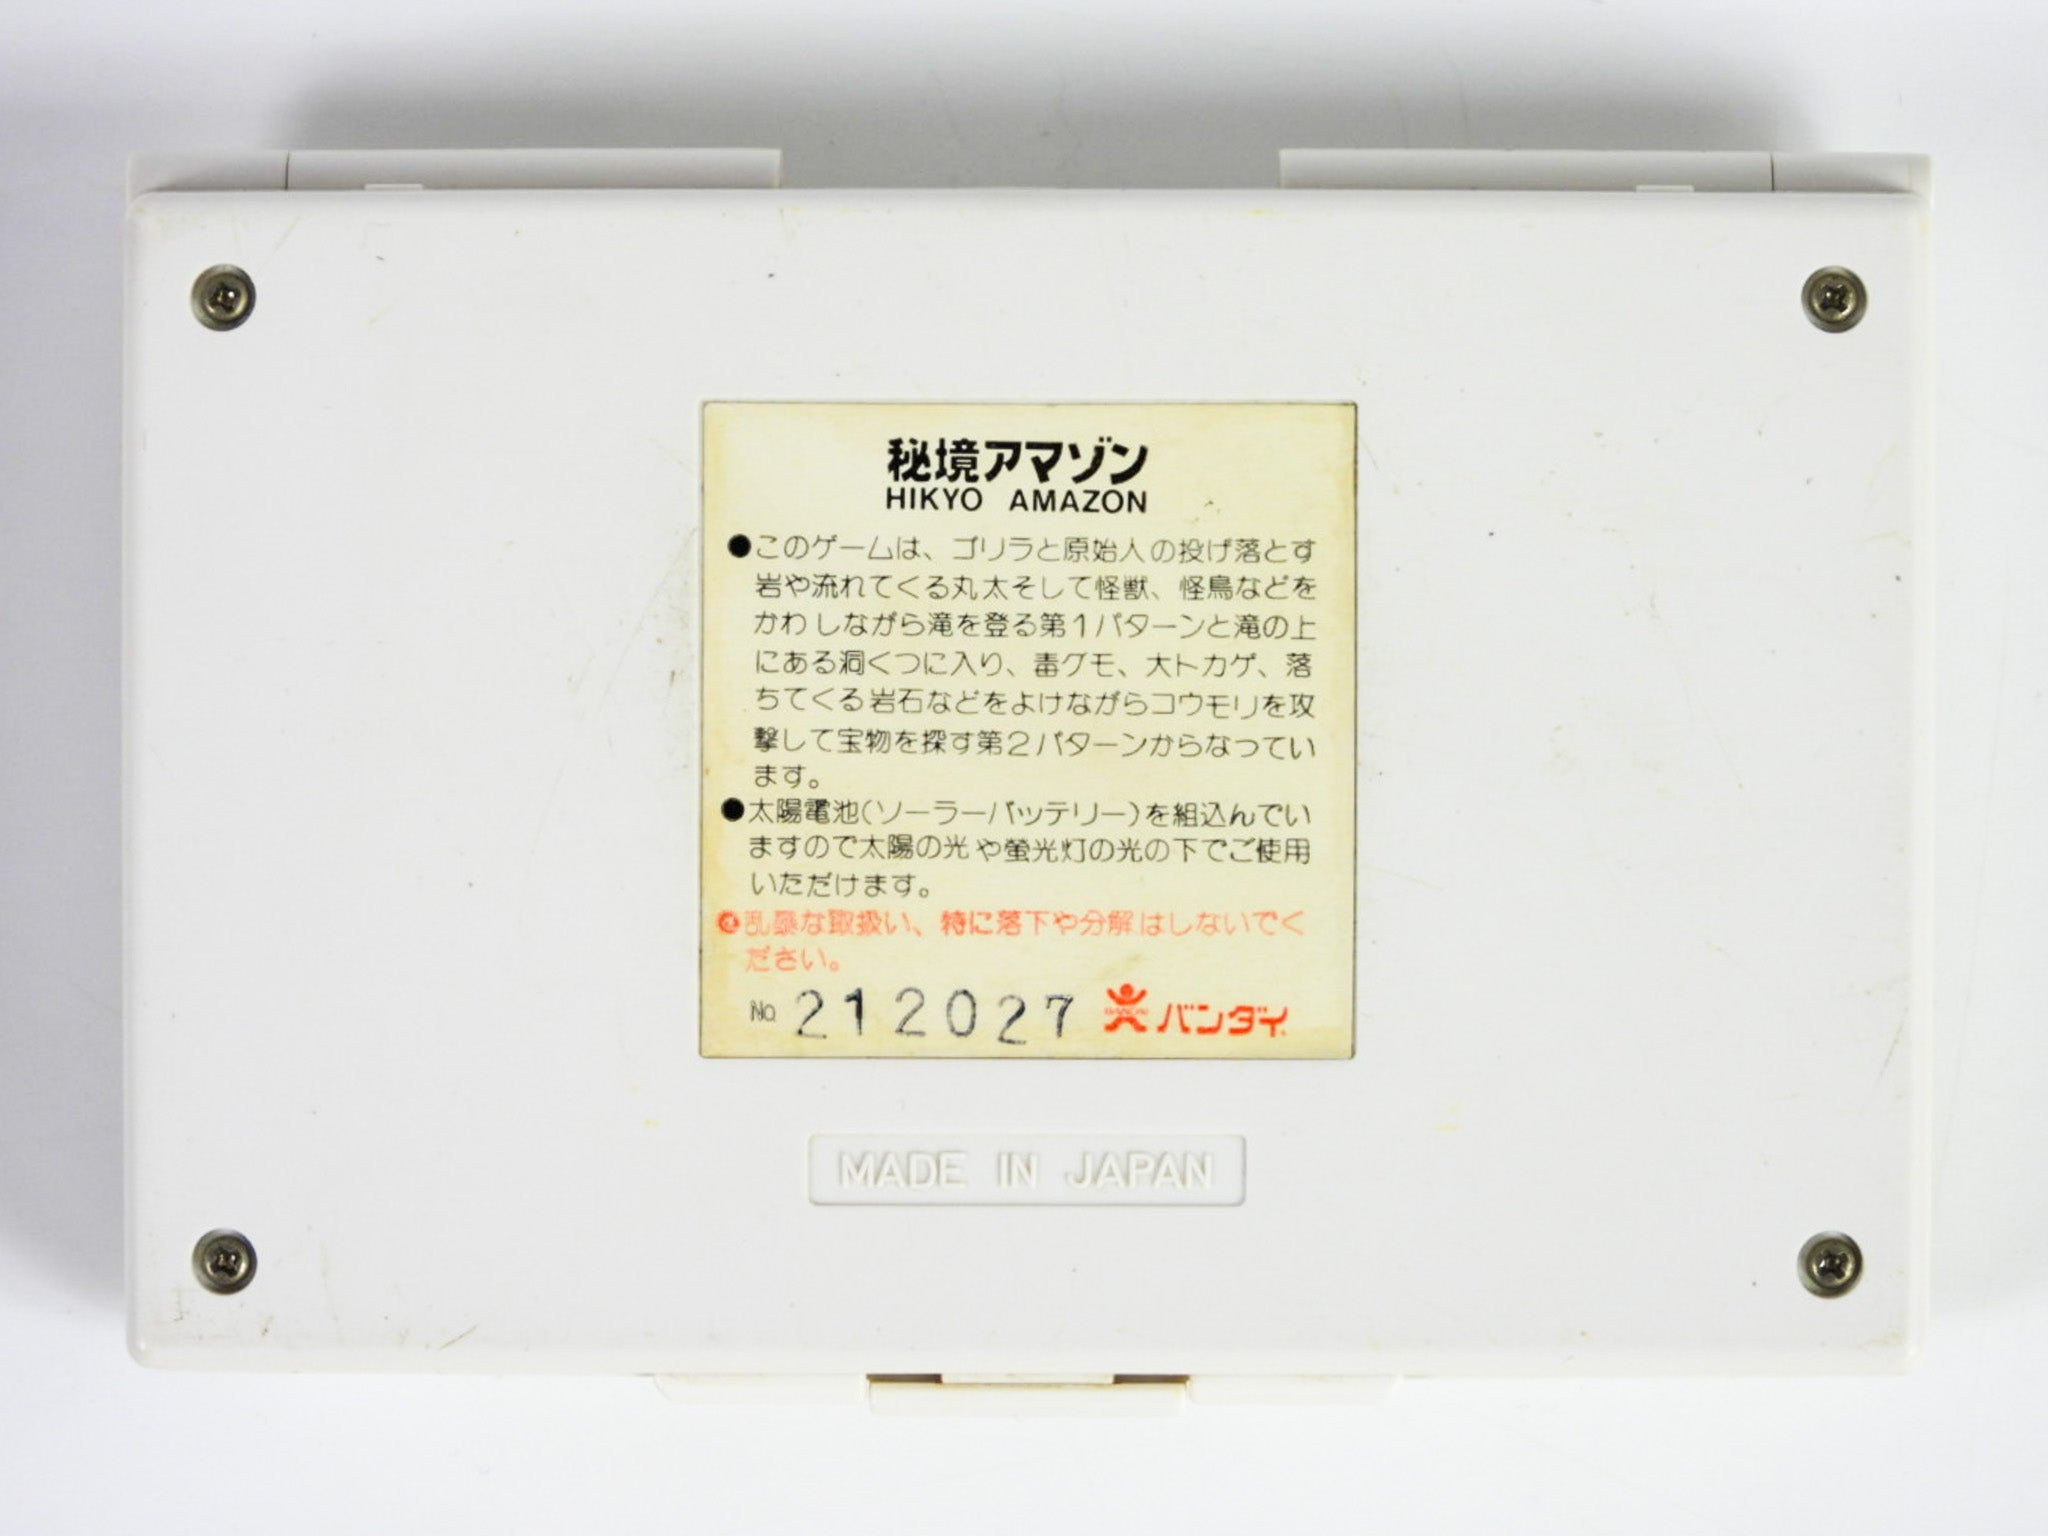 秘境アマゾン
HIKYO AMAZON
●このゲームは、ゴリラと原始人の投げ落とす
岩や流れてくる丸太そして怪獣、怪鳥などを
かわしながら滝を登る第1パターンと滝の上
にある洞くつに入り、毒グモ、大トカゲ、落
ちてくる岩石などをよけながらコウモリを攻
撃して宝物を探す第2パターンからなってい
ます。
●太陽電池(ソーラーバッテリー)を組込んでい
ますので太陽の光や螢光灯の光の下でご使用
いただけます。
●乱暴な取扱い、特に落下や分解はしないでく
ださい。
No. 212027 BANDAI バンダイ
MADE IN JAPAN